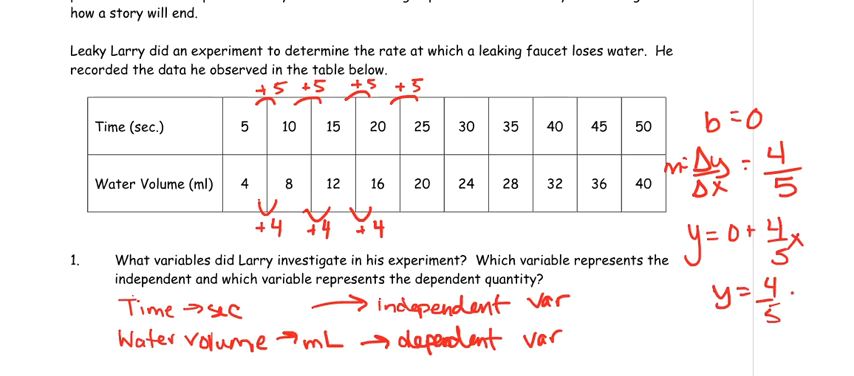 how a story will end.
Leaky Larry did an experiment to determine the rate at which a leaking faucet loses water. He
recorded the data he observed in the table below.
+5 +5 +5 +5
Time (sec.) 5 10 15 20 25 30 35 40 45 50
Water Volume (ml) 4 8 12 16 20 24 28 32 36 40
+4 +4 +4
b=0
m=Δy/Δx = 4/5
y=0+4/5x
y=4/5.
1. What variables did Larry investigate in his experiment? Which variable represents the
independent and which variable represents the dependent quantity?
Time → sec → independent var
Water volume → mL → dependent var